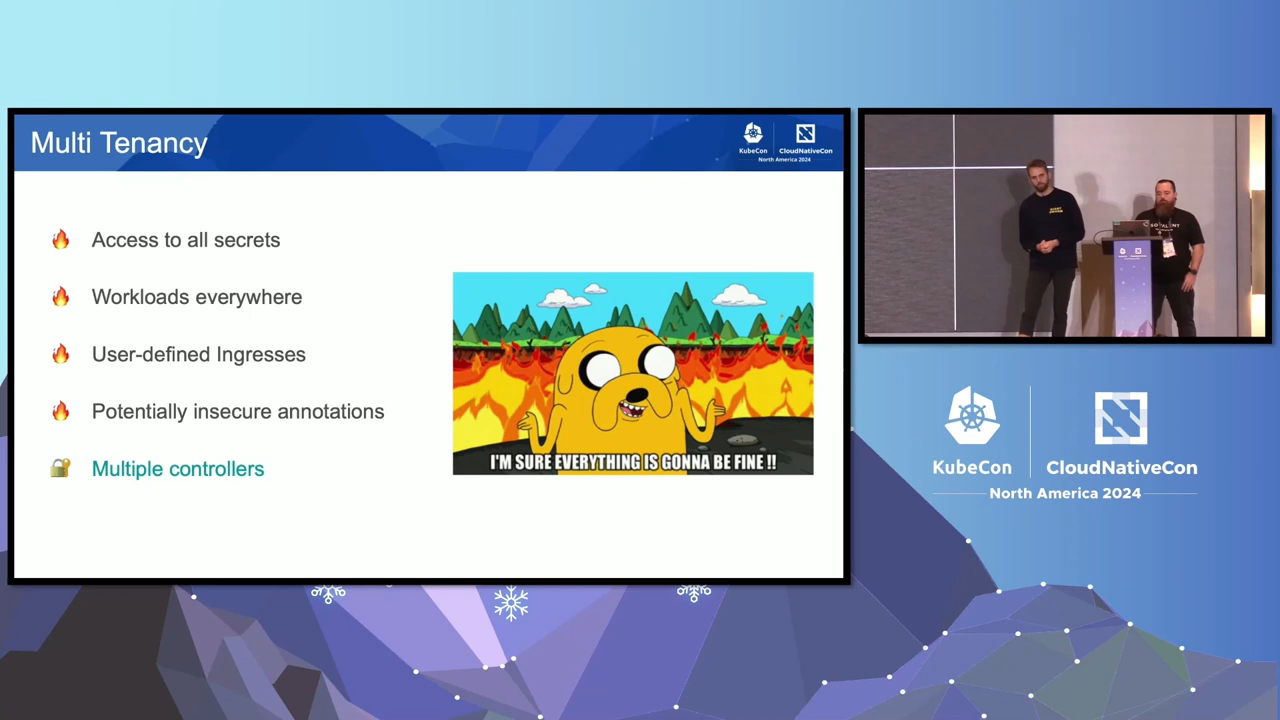 Multi Tenancy
KubeCon
CloudNativeCon
North America 2024
Access to all secrets
Workloads everywhere
User-defined Ingresses
Potentially insecure annotations
Multiple controllers
I'M SURE EVERYTHING IS GONNA BE FINE !!
KubeCon
CloudNativeCon
North America 2024